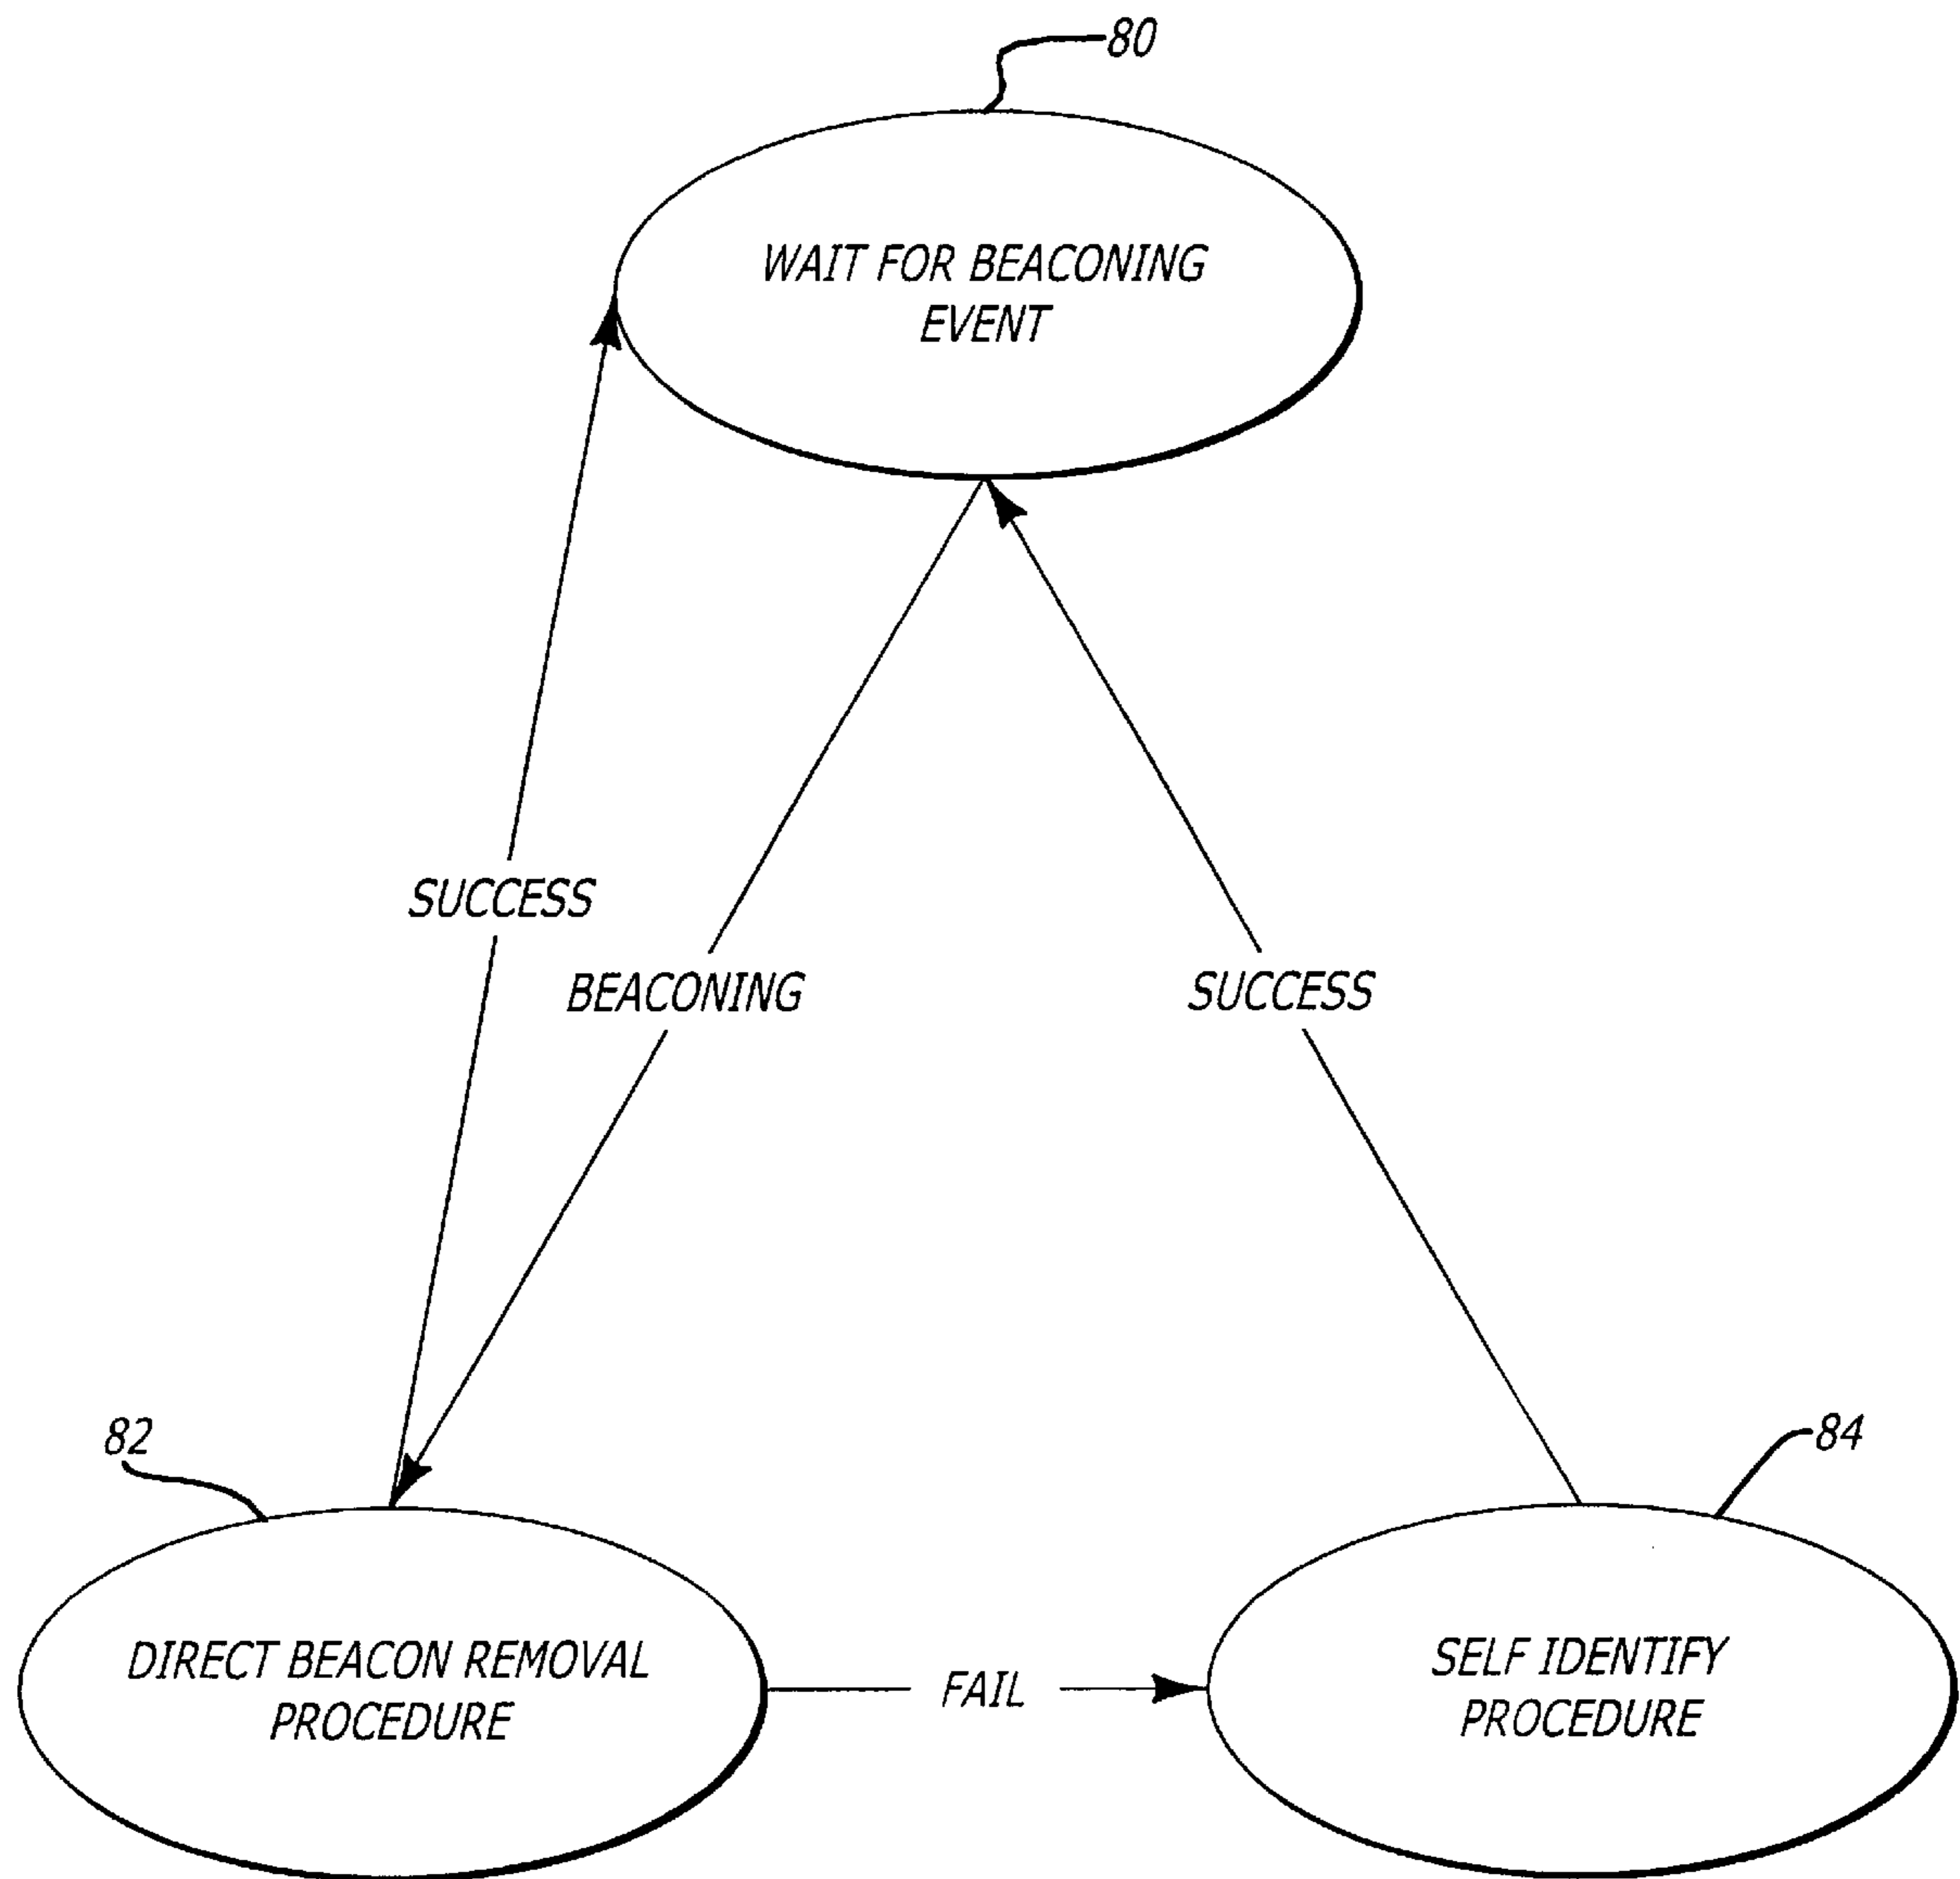 80
WAIT FOR BEACONING
EVENT
SUCCESS
BEACONING
SUCCESS
82
84
DIRECT BEACON REMOVAL
PROCEDURE
FAIL
SELF IDENTIFY
PROCEDURE